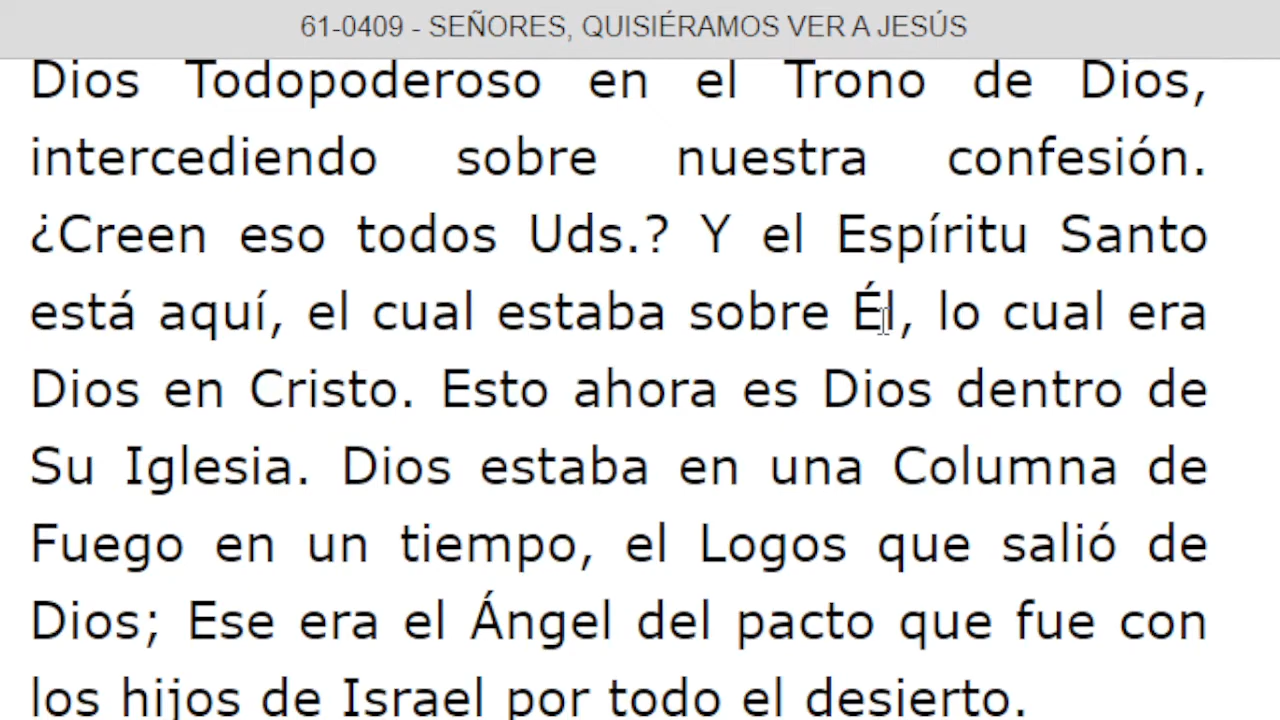 61-0409 - SEÑORES, QUISIÉRAMOS VER A JESÚS
Dios Todopoderoso en el Trono de Dios,
intercediendo sobre nuestra confesión.
¿Creen eso todos Uds.? Y el Espíritu Santo
está aquí, el cual estaba sobre Él, lo cual era
Dios en Cristo. Esto ahora es Dios dentro de
Su Iglesia. Dios estaba en una Columna de
Fuego en un tiempo, el Logos que salió de
Dios; Ese era el Ángel del pacto que fue con
los hijos de Israel por todo el desierto.